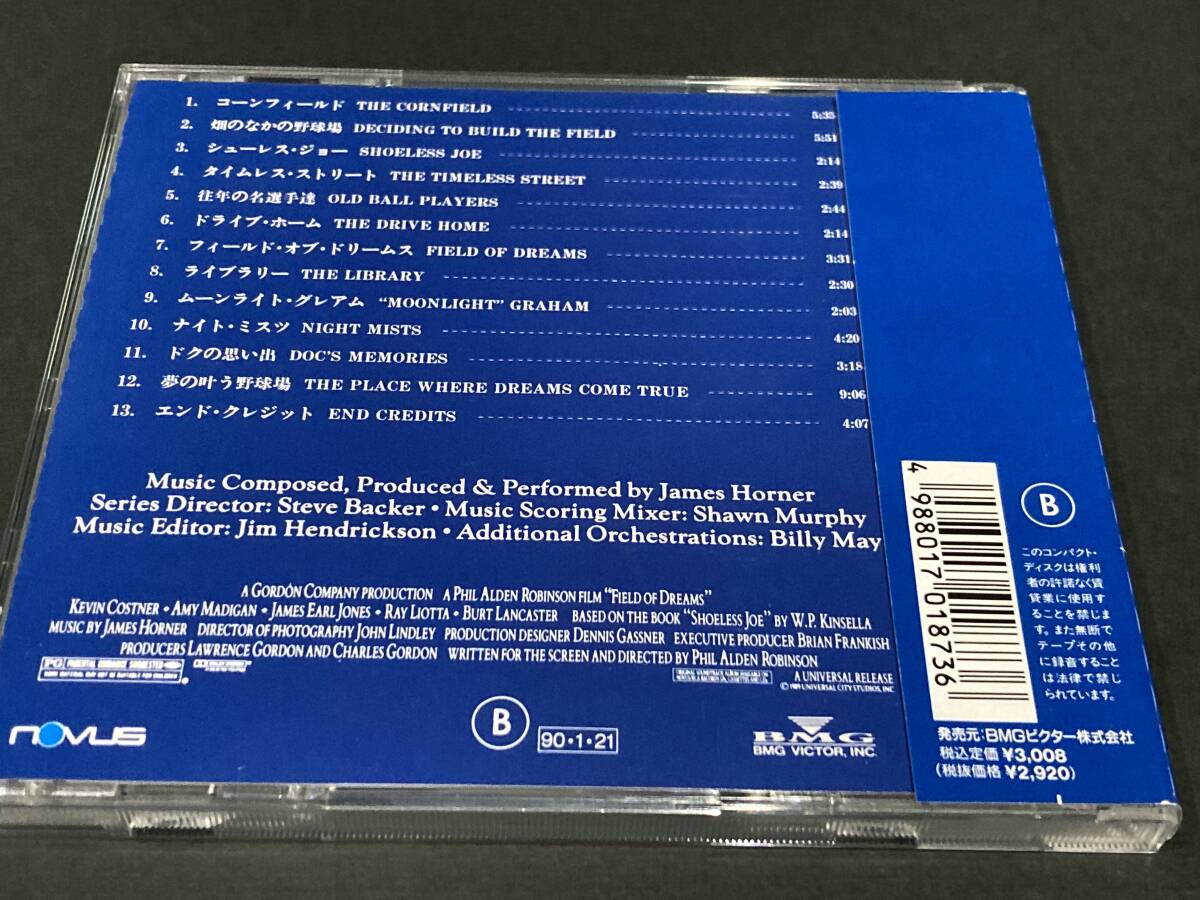 1. コーンフィールド THE CORNFIELD 5:35
2. 畑のなかの野球場 DECIDING TO BUILD THE FIELD 5:51
3. シューレス・ジョー SHOELESS JOE 2:14
4. タイムレス・ストリート THE TIMELESS STREET 2:39
5. 往年の名選手達 OLD BALL PLAYERS 2:44
6. ドライブ・ホーム THE DRIVE HOME 2:14
7. フィールド・オブ・ドリームス FIELD OF DREAMS 3:31
8. ライブラリー THE LIBRARY 2:30
9. ムーンライト・グレアム “MOONLIGHT” GRAHAM 2:03
10. ナイト・ミスツ NIGHT MISTS 4:20
11. ドクの思い出 DOC'S MEMORIES 3:18
12. 夢の叶う野球場 THE PLACE WHERE DREAMS COME TRUE 9:06
13. エンド・クレジット END CREDITS 4:07
Music Composed, Produced & Performed by James Horner
Series Director: Steve Backer • Music Scoring Mixer: Shawn Murphy
Music Editor: Jim Hendrickson • Additional Orchestrations: Billy May
A GORDON COMPANY PRODUCTION A PHIL ALDEN ROBINSON FILM “FIELD OF DREAMS”
KEVIN COSTNER • AMY MADIGAN • JAMES EARL JONES • RAY LIOTTA • BURT LANCASTER BASED ON THE BOOK “SHOELESS JOE” BY W.P. KINSELLA
MUSIC BY JAMES HORNER DIRECTOR OF PHOTOGRAPHY JOHN LINDLEY PRODUCTION DESIGNER DENNIS GASSNER EXECUTIVE PRODUCER BRIAN FRANKISH
PRODUCERS LAWRENCE GORDON AND CHARLES GORDON WRITTEN FOR THE SCREEN AND DIRECTED BY PHIL ALDEN ROBINSON
PG PARENTAL GUIDANCE SUGGESTED
SOME MATERIAL MAY NOT BE SUITABLE FOR CHILDREN
A UNIVERSAL RELEASE
© 1989 UNIVERSAL CITY STUDIOS, INC.
NOVUS
B
90・1・21
BMG
BMG VICTOR, INC.
4 988017 018736
B
このコンパクト・
ディスクは権利
者の許諾なく賃
貸業に使用す
ることを禁じま
す。また無断で
テープその他
に録音すること
は法律で禁じ
られています。
発売元:BMGビクター株式会社
税込定価 ¥3,008
(税抜価格 ¥2,920)